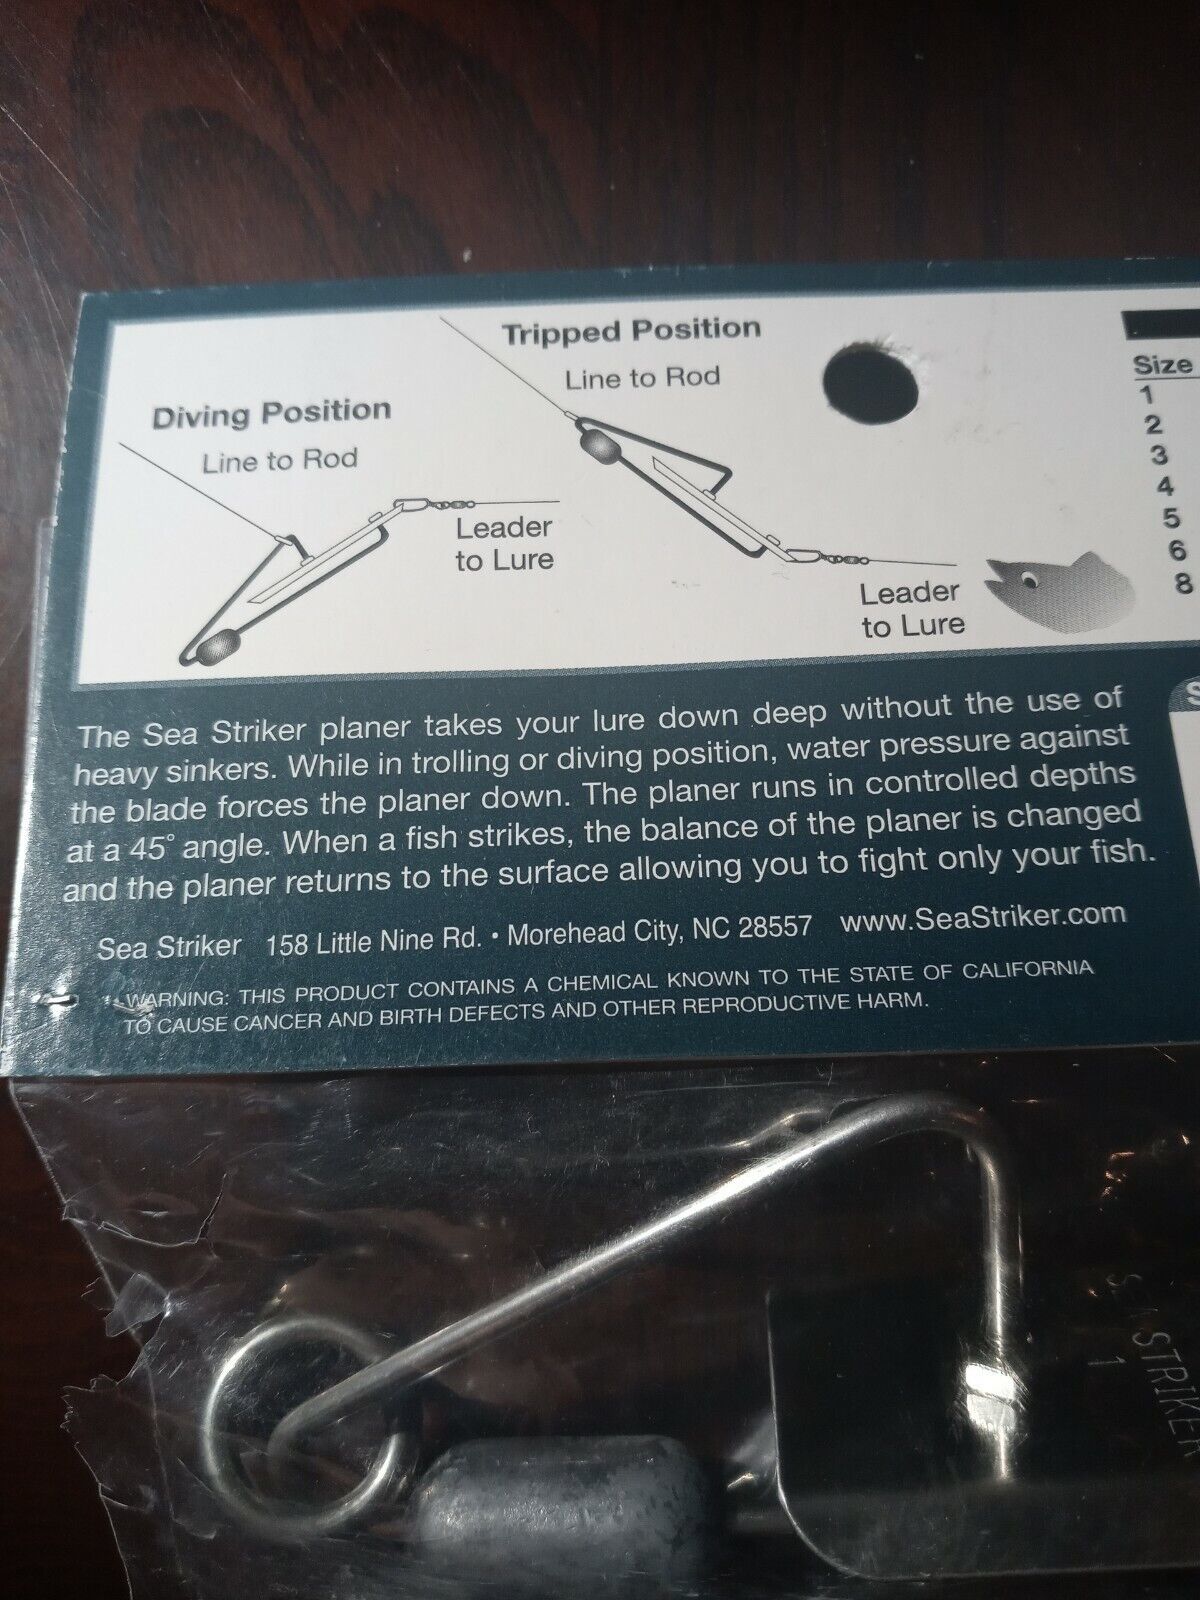 Tripped Position
Line to Rod
Diving Position
Line to Rod
Leader
to Lure
Leader
to Lure
Size
1
2
3
4
5
6
8
The Sea Striker planer takes your lure down deep without the use of
heavy sinkers. While in trolling or diving position, water pressure against
the blade forces the planer down. The planer runs in controlled depths
at a 45° angle. When a fish strikes, the balance of the planer is changed
and the planer returns to the surface allowing you to fight only your fish.
Sea Striker 158 Little Nine Rd. • Morehead City, NC 28557 www.SeaStriker.com
WARNING: THIS PRODUCT CONTAINS A CHEMICAL KNOWN TO THE STATE OF CALIFORNIA
TO CAUSE CANCER AND BIRTH DEFECTS AND OTHER REPRODUCTIVE HARM.
SEA STRIKER
1